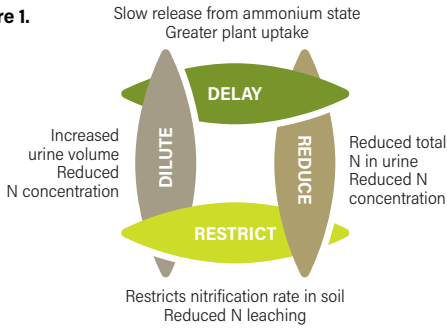 re 1.
Slow release from ammonium state
Greater plant uptake
DELAY
Increased
urine volume
Reduced
N concentration
DILUTE
REDUCE
Reduced total
N in urine
Reduced N
concentration
RESTRICT
Restricts nitrification rate in soil
Reduced N leaching